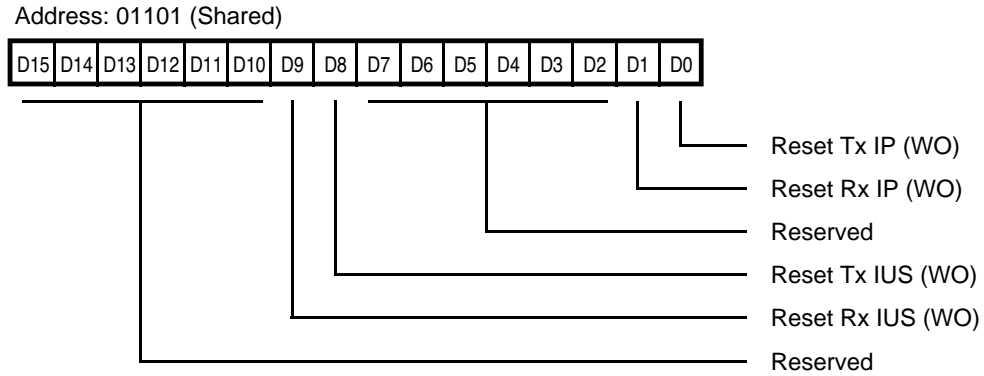 Address: 01101 (Shared)
D15 D14 D13 D12 D11 D10 D9 D8 D7 D6 D5 D4 D3 D2 D1 D0
Reset Tx IP (WO)
Reset Rx IP (WO)
Reserved
Reset Tx IUS (WO)
Reset Rx IUS (WO)
Reserved